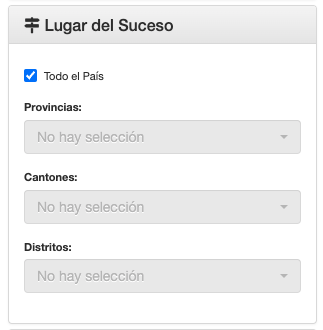 Lugar del Suceso
Todo el País
Provincias:
No hay selección
Cantones:
No hay selección
Distritos:
No hay selección